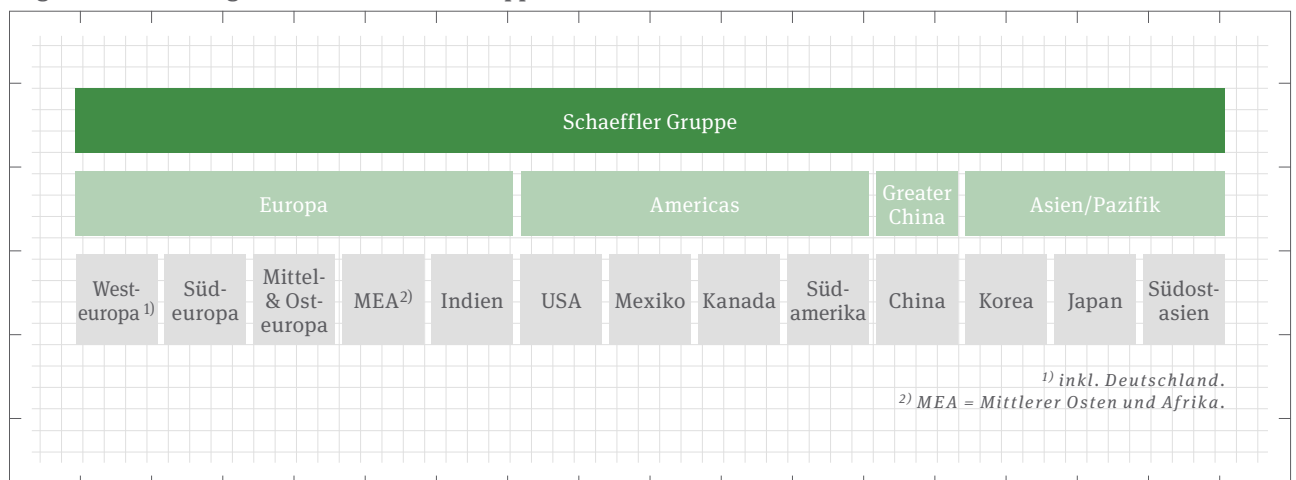 Schaeffler Gruppe
Europa
Americas
Greater
China
Asien/Pazifik
West-
europa 1)
Süd-
europa
Mittel-
& Ost-
europa
MEA2)
Indien
USA
Mexiko
Kanada
Süd-
amerika
China
Korea
Japan
Südost-
asien
1) inkl. Deutschland.
2) MEA = Mittlerer Osten und Afrika.